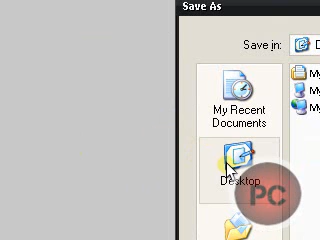 Save As
Save in:
My Recent
Documents
Desktop
PC